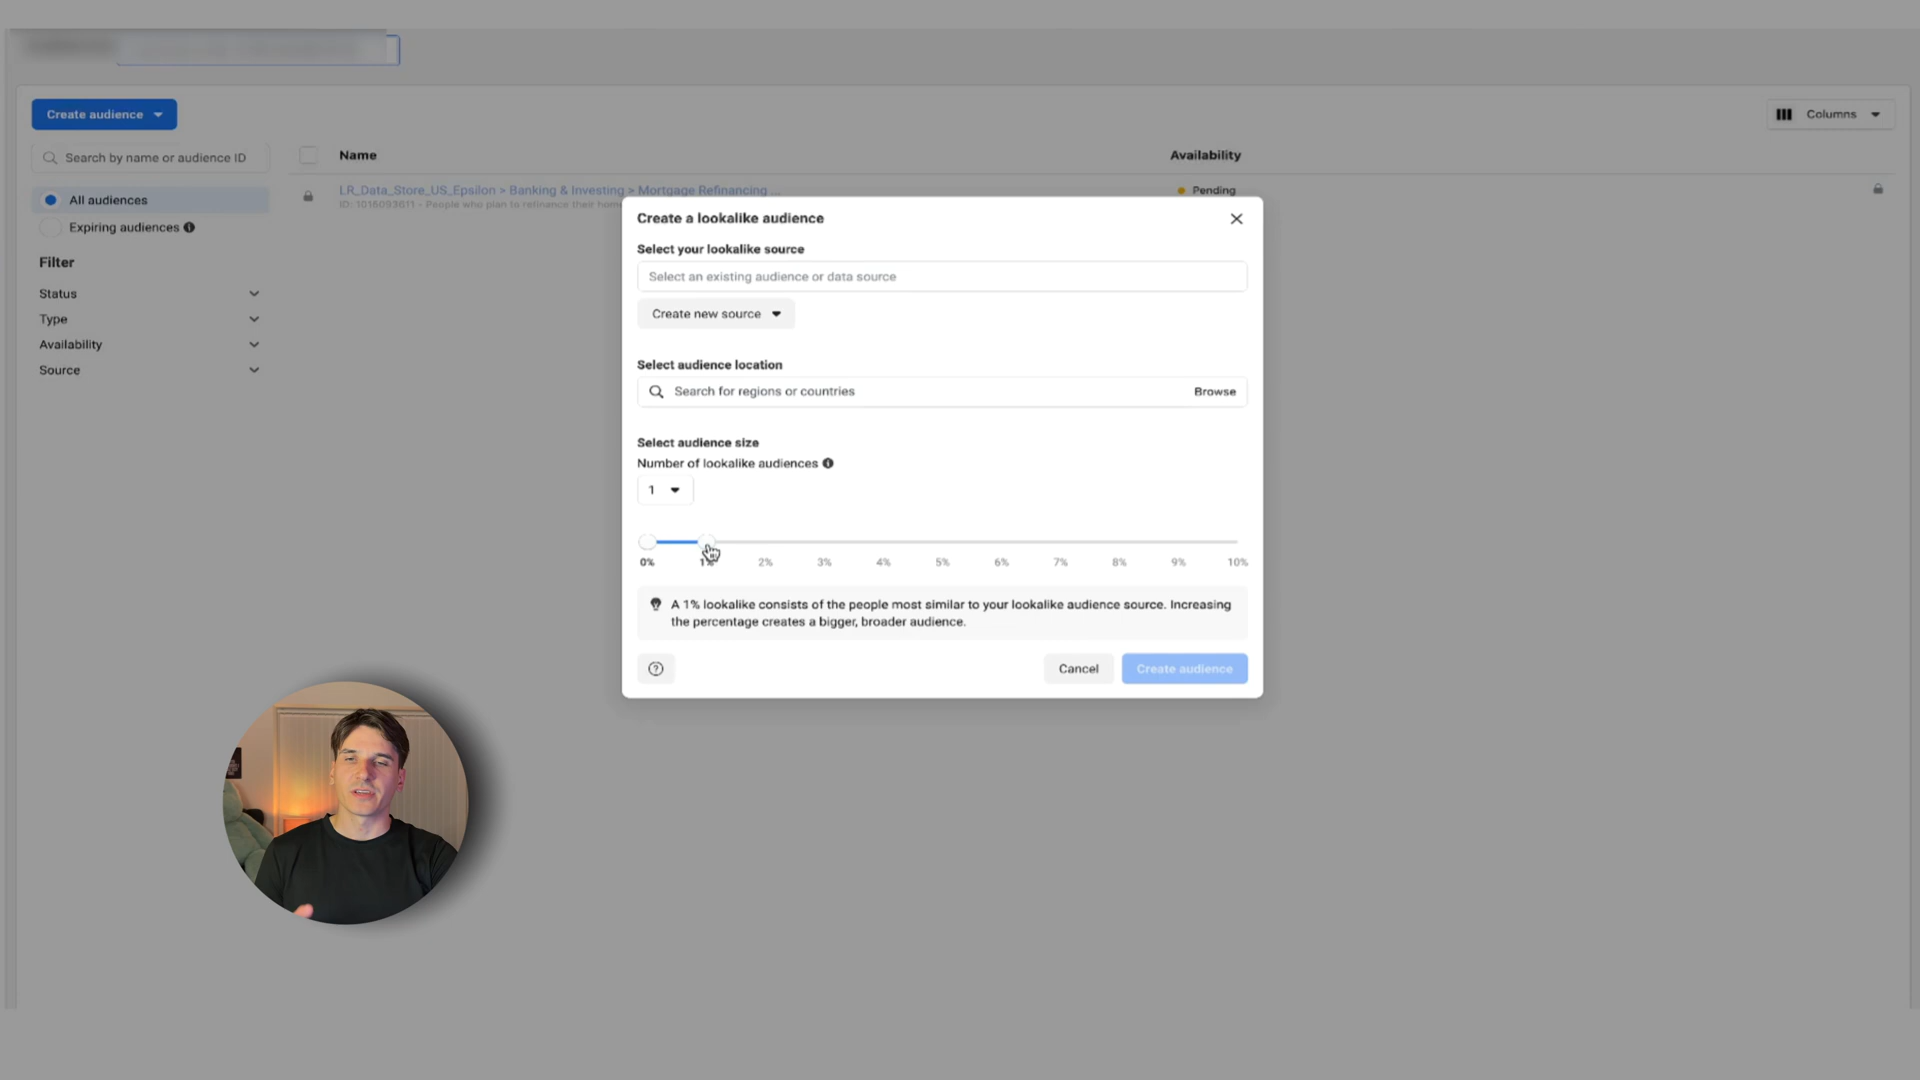 Create audience
Columns
Search by name or audience ID
Name
Availability
All audiences
LR_Data_Store_US_Epsilon > Banking & Investing > Mortgage Refinancing ...
Pending
ID: 1016093611 - People who plan to refinance their hom
Expiring audiences
Filter
Status
Type
Availability
Source
Create a lookalike audience
Select your lookalike source
Select an existing audience or data source
Create new source
Select audience location
Search for regions or countries
Browse
Select audience size
Number of lookalike audiences
1
0% 1% 2% 3% 4% 5% 6% 7% 8% 9% 10%
A 1% lookalike consists of the people most similar to your lookalike audience source. Increasing
the percentage creates a bigger, broader audience.
Cancel
Create audience